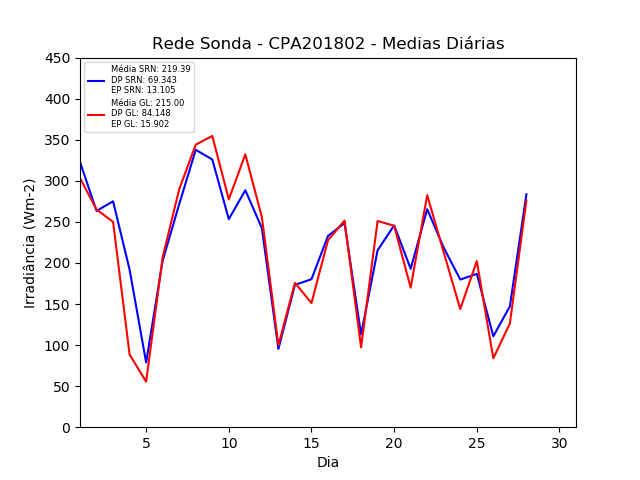 Rede Sonda - CPA201802 - Medias Diárias
Média SRN: 219.39
DP SRN: 69.343
EP SRN: 13.105
Média GL: 215.00
DP GL: 84.148
EP GL: 15.902
Irradiância (Wm-2)
450
400
350
300
250
200
150
100
50
0
5 10 15 20 25 30
Dia